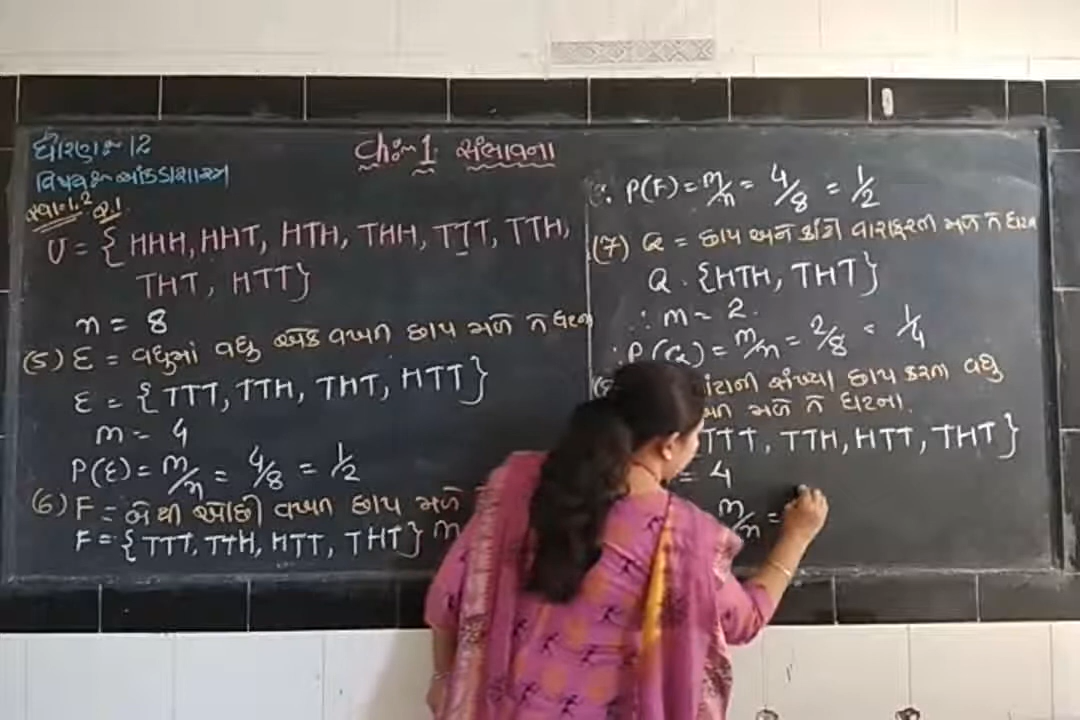 ધોરણઃ- 12
Ch:- 1. સંભાવના
વિષયઃ- આંકડાશાસ્ત્ર
સ્વા. 1.2 પ્ર.1
U = { HHH, HHT, HTH, THH, TTT, TTH,
THT, HTT}
n = 8
(5) E = વધુમાં વધુ એક વખત છાપ મળે તે ઘટના
E = { TTT, TTH, THT, HTT }
m = 4
P(E) = m/n = 4/8 = 1/2
(6) F = બે થી ઓછી વખત છાપ મળે
F = {TTT, TTH, HTT, THT} m
∴ P(F) = m/n = 4/8 = 1/2
(7) G = છાપ અને કાંટો વારાફરતી મળે તે ઘટના
G = {HTH, THT}
∴ m = 2.
∴ P(G) = m/n = 2/8 = 1/4
કાંટાની સંખ્યા છાપ કરતા વધુ
મળે તે ઘટના.
TTT, TTH, HTT, THT }
= 4
m/n =